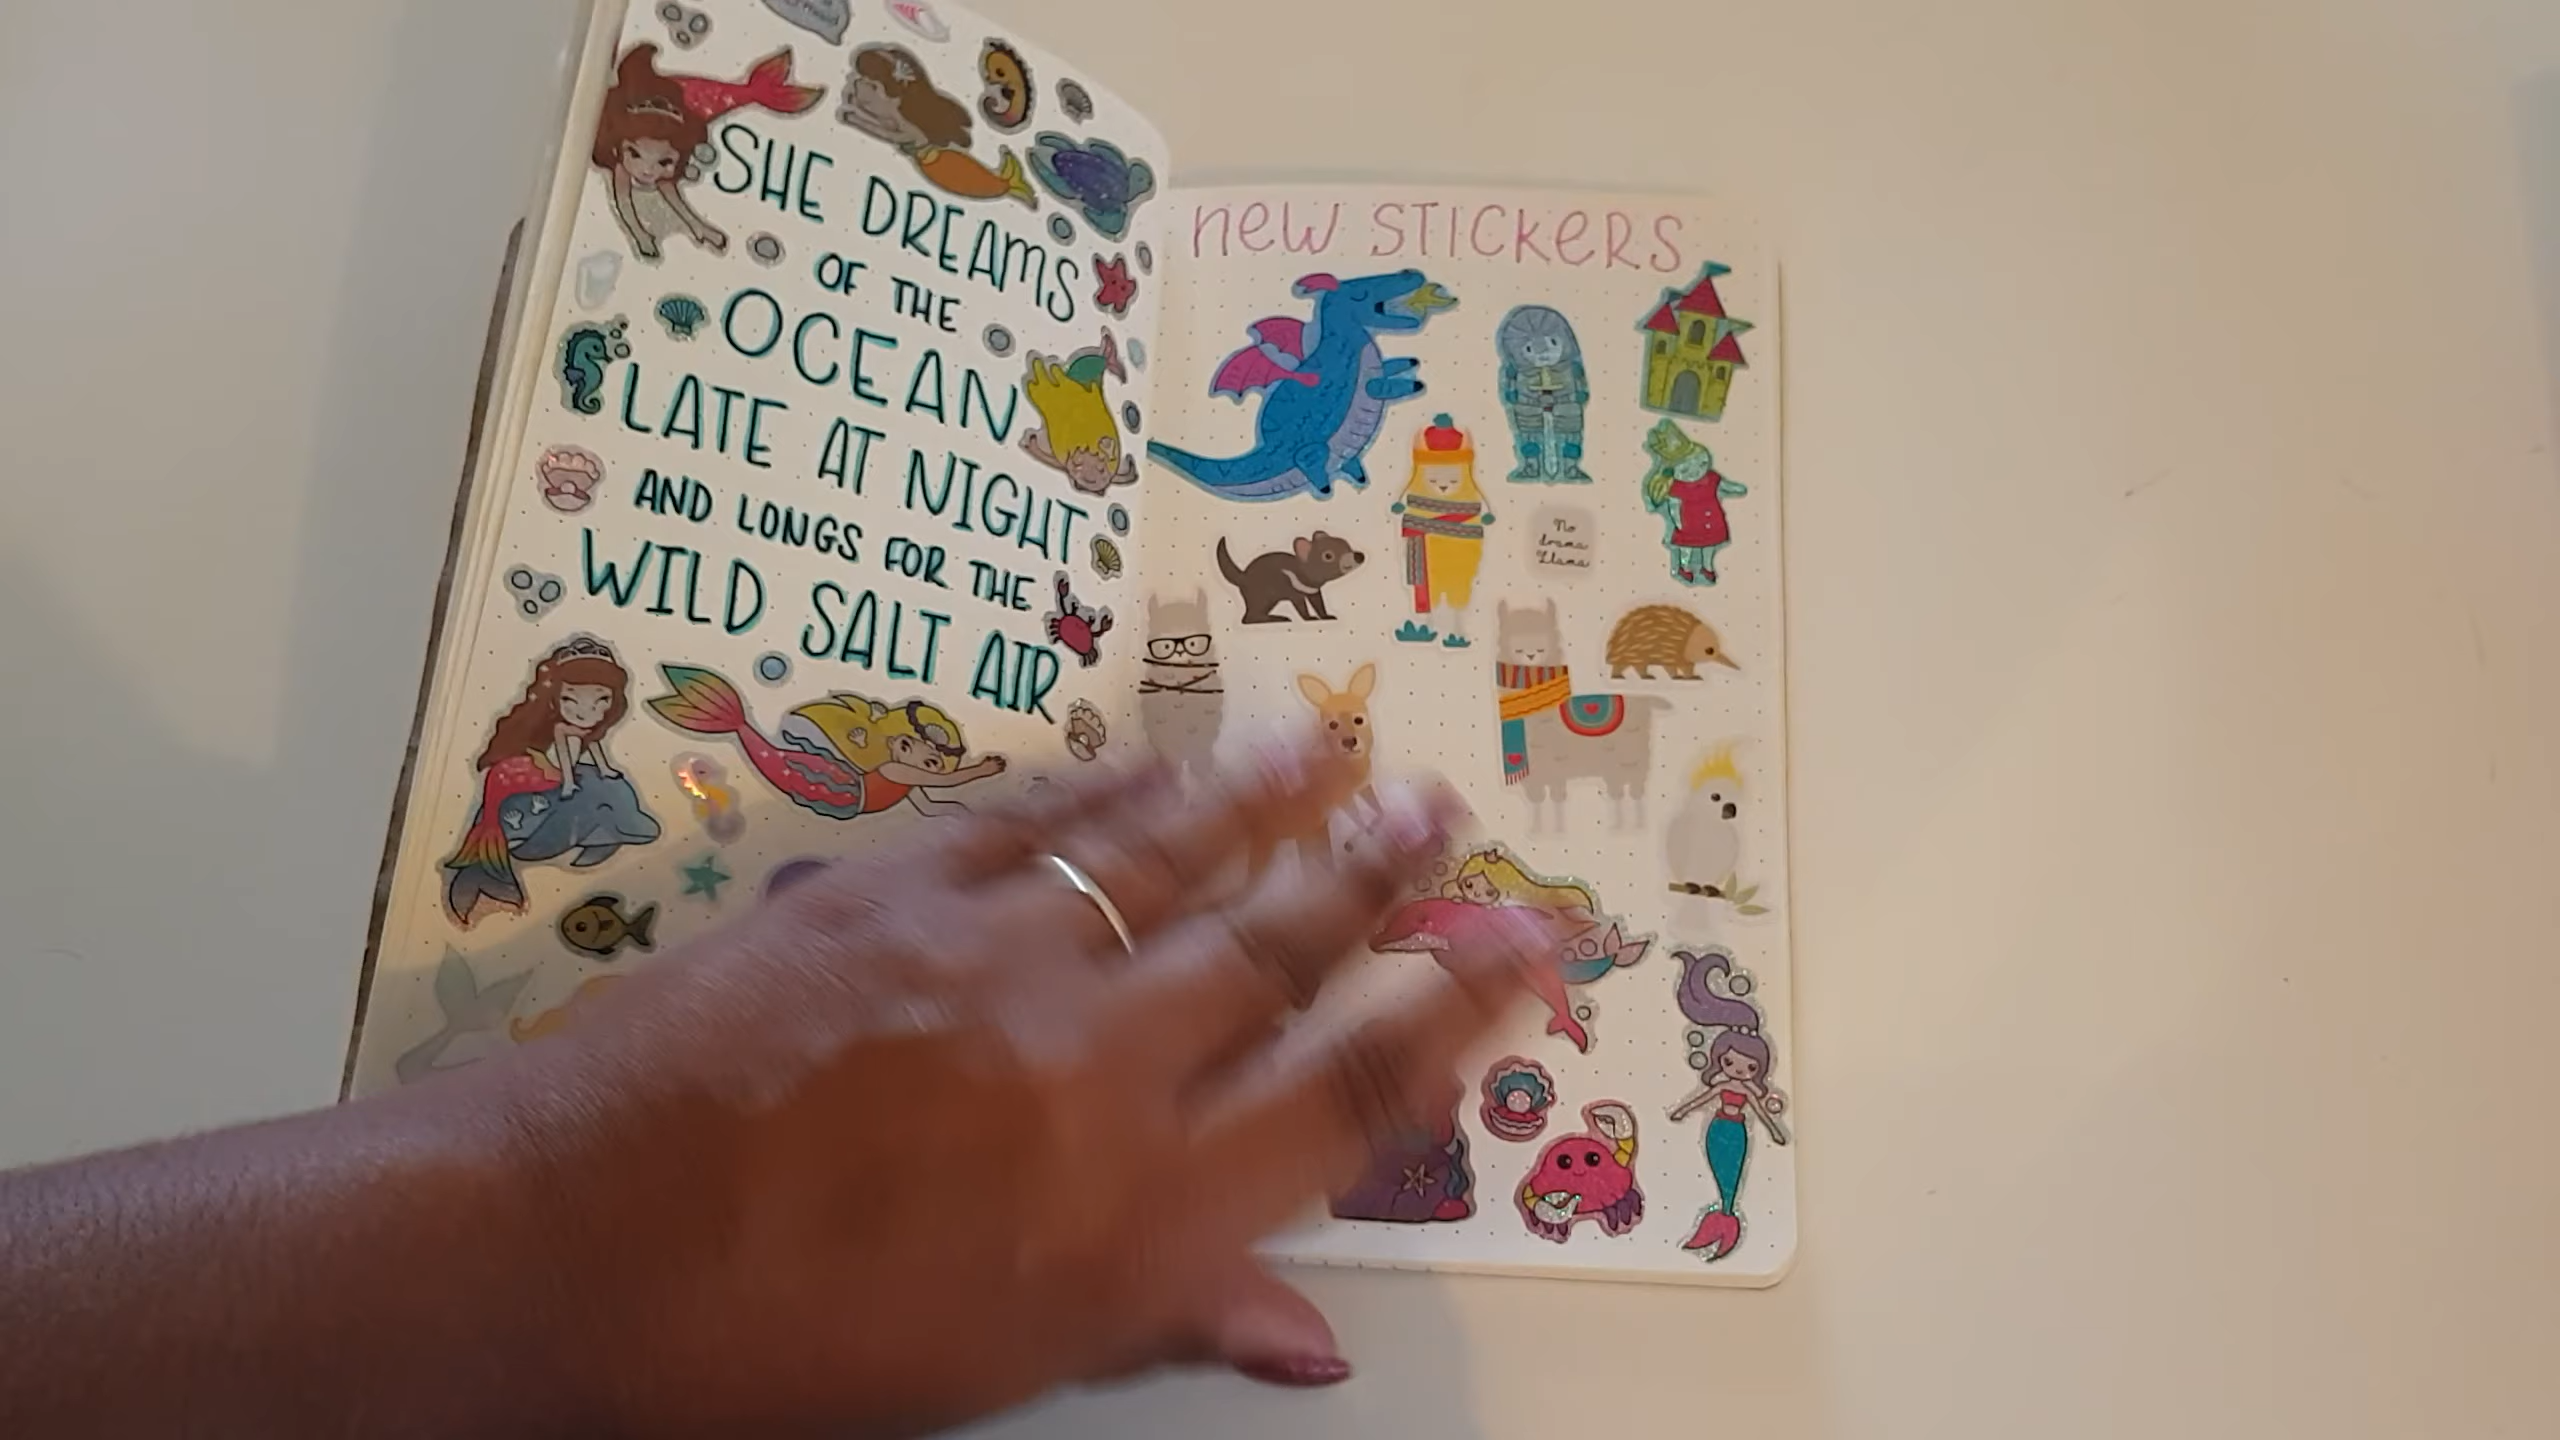 SHE DREAMS
OF THE
OCEAN
LATE AT NIGHT
AND LONGS FOR THE
WILD SALT AIR
new STICKERS
No
drama
Llama